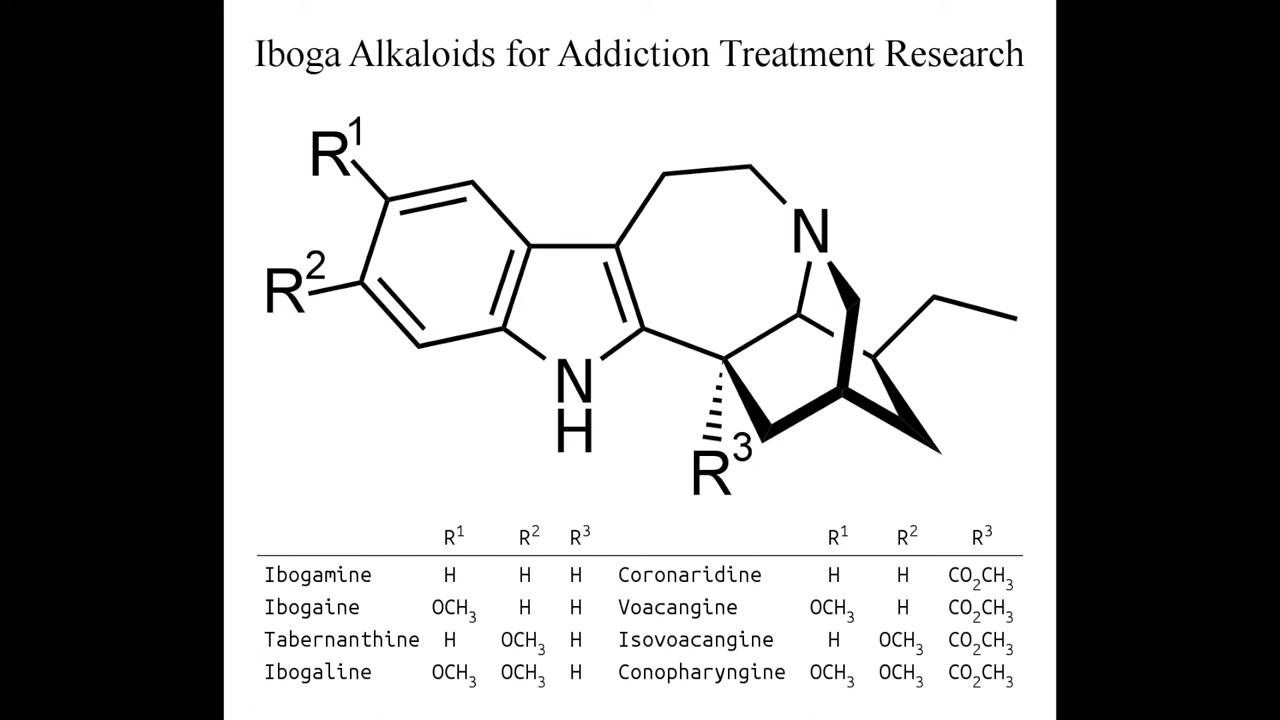 Iboga Alkaloids for Addiction Treatment Research
R¹
R²
N
N
H
R³
R¹ R² R³ R¹ R² R³
Ibogamine H H H Coronaridine H H CO₂CH₃
Ibogaine OCH₃ H H Voacangine OCH₃ H CO₂CH₃
Tabernanthine H OCH₃ H Isovoacangine H OCH₃ CO₂CH₃
Ibogaline OCH₃ OCH₃ H Conopharyngine OCH₃ OCH₃ CO₂CH₃